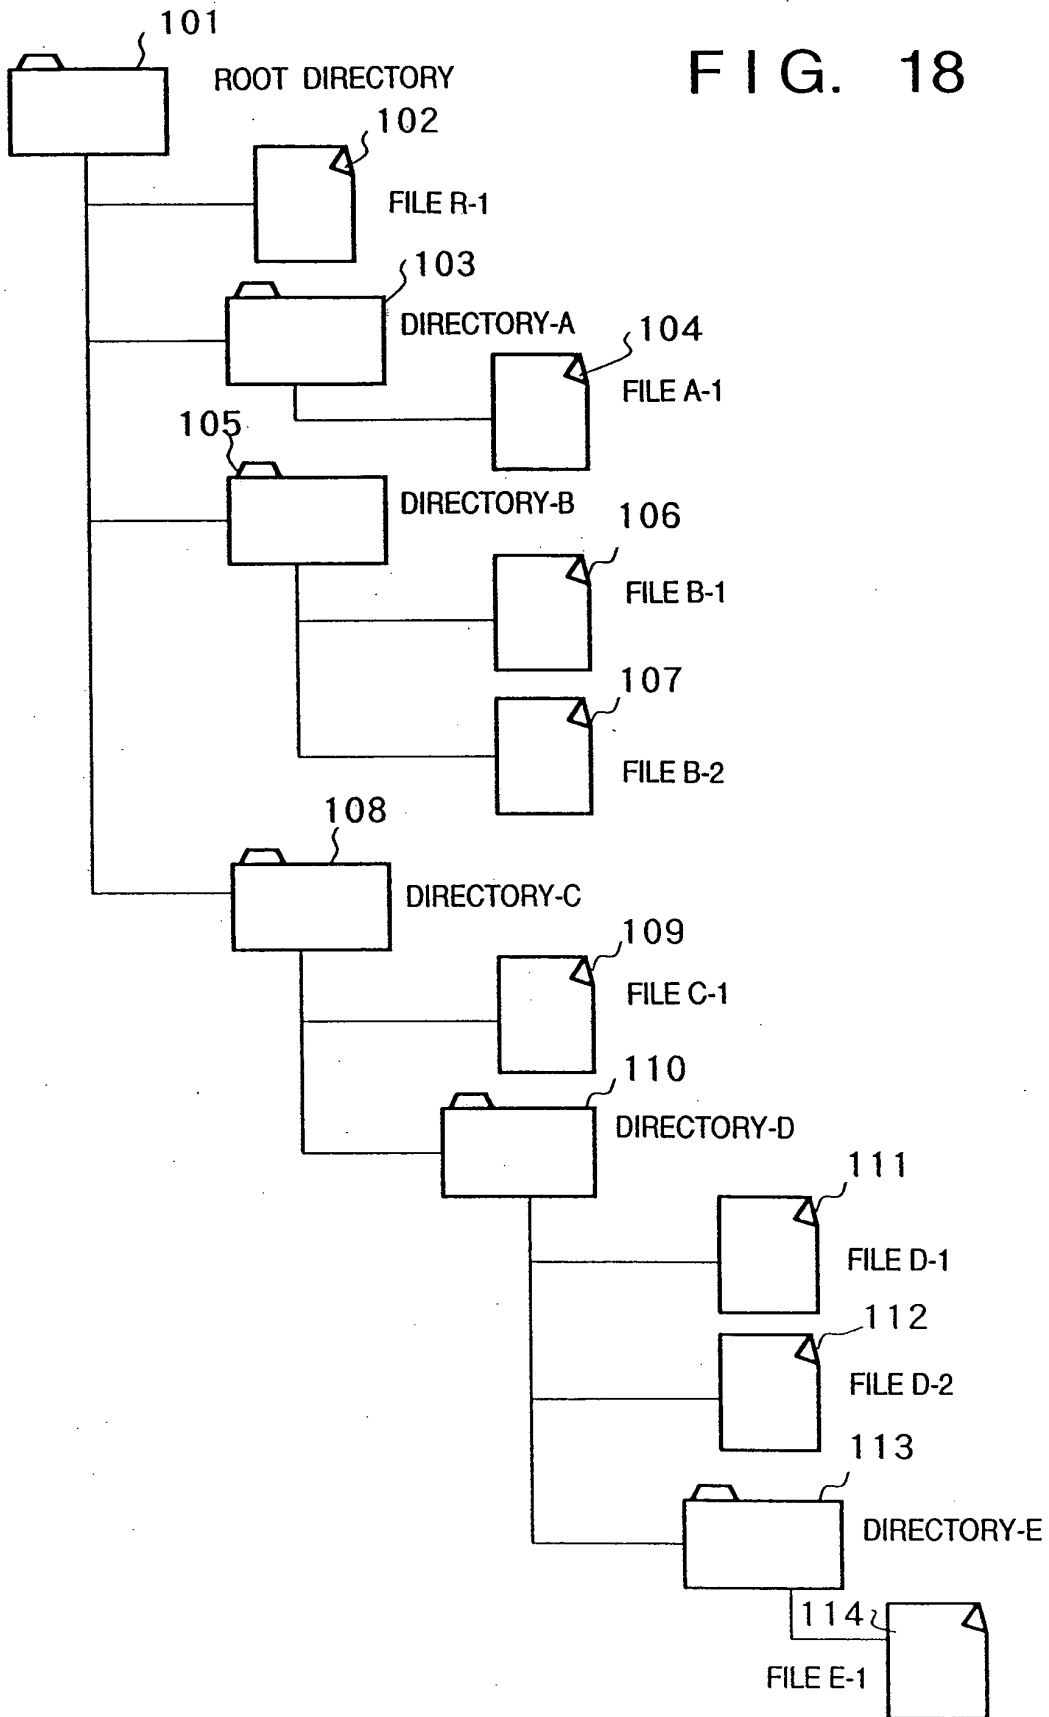 101
FIG. 18
ROOT DIRECTORY
102
FILE R-1
103
DIRECTORY-A
104
FILE A-1
105
DIRECTORY-B
106
FILE B-1
107
FILE B-2
108
DIRECTORY-C
109
FILE C-1
110
DIRECTORY-D
111
FILE D-1
112
FILE D-2
113
DIRECTORY-E
114
FILE E-1